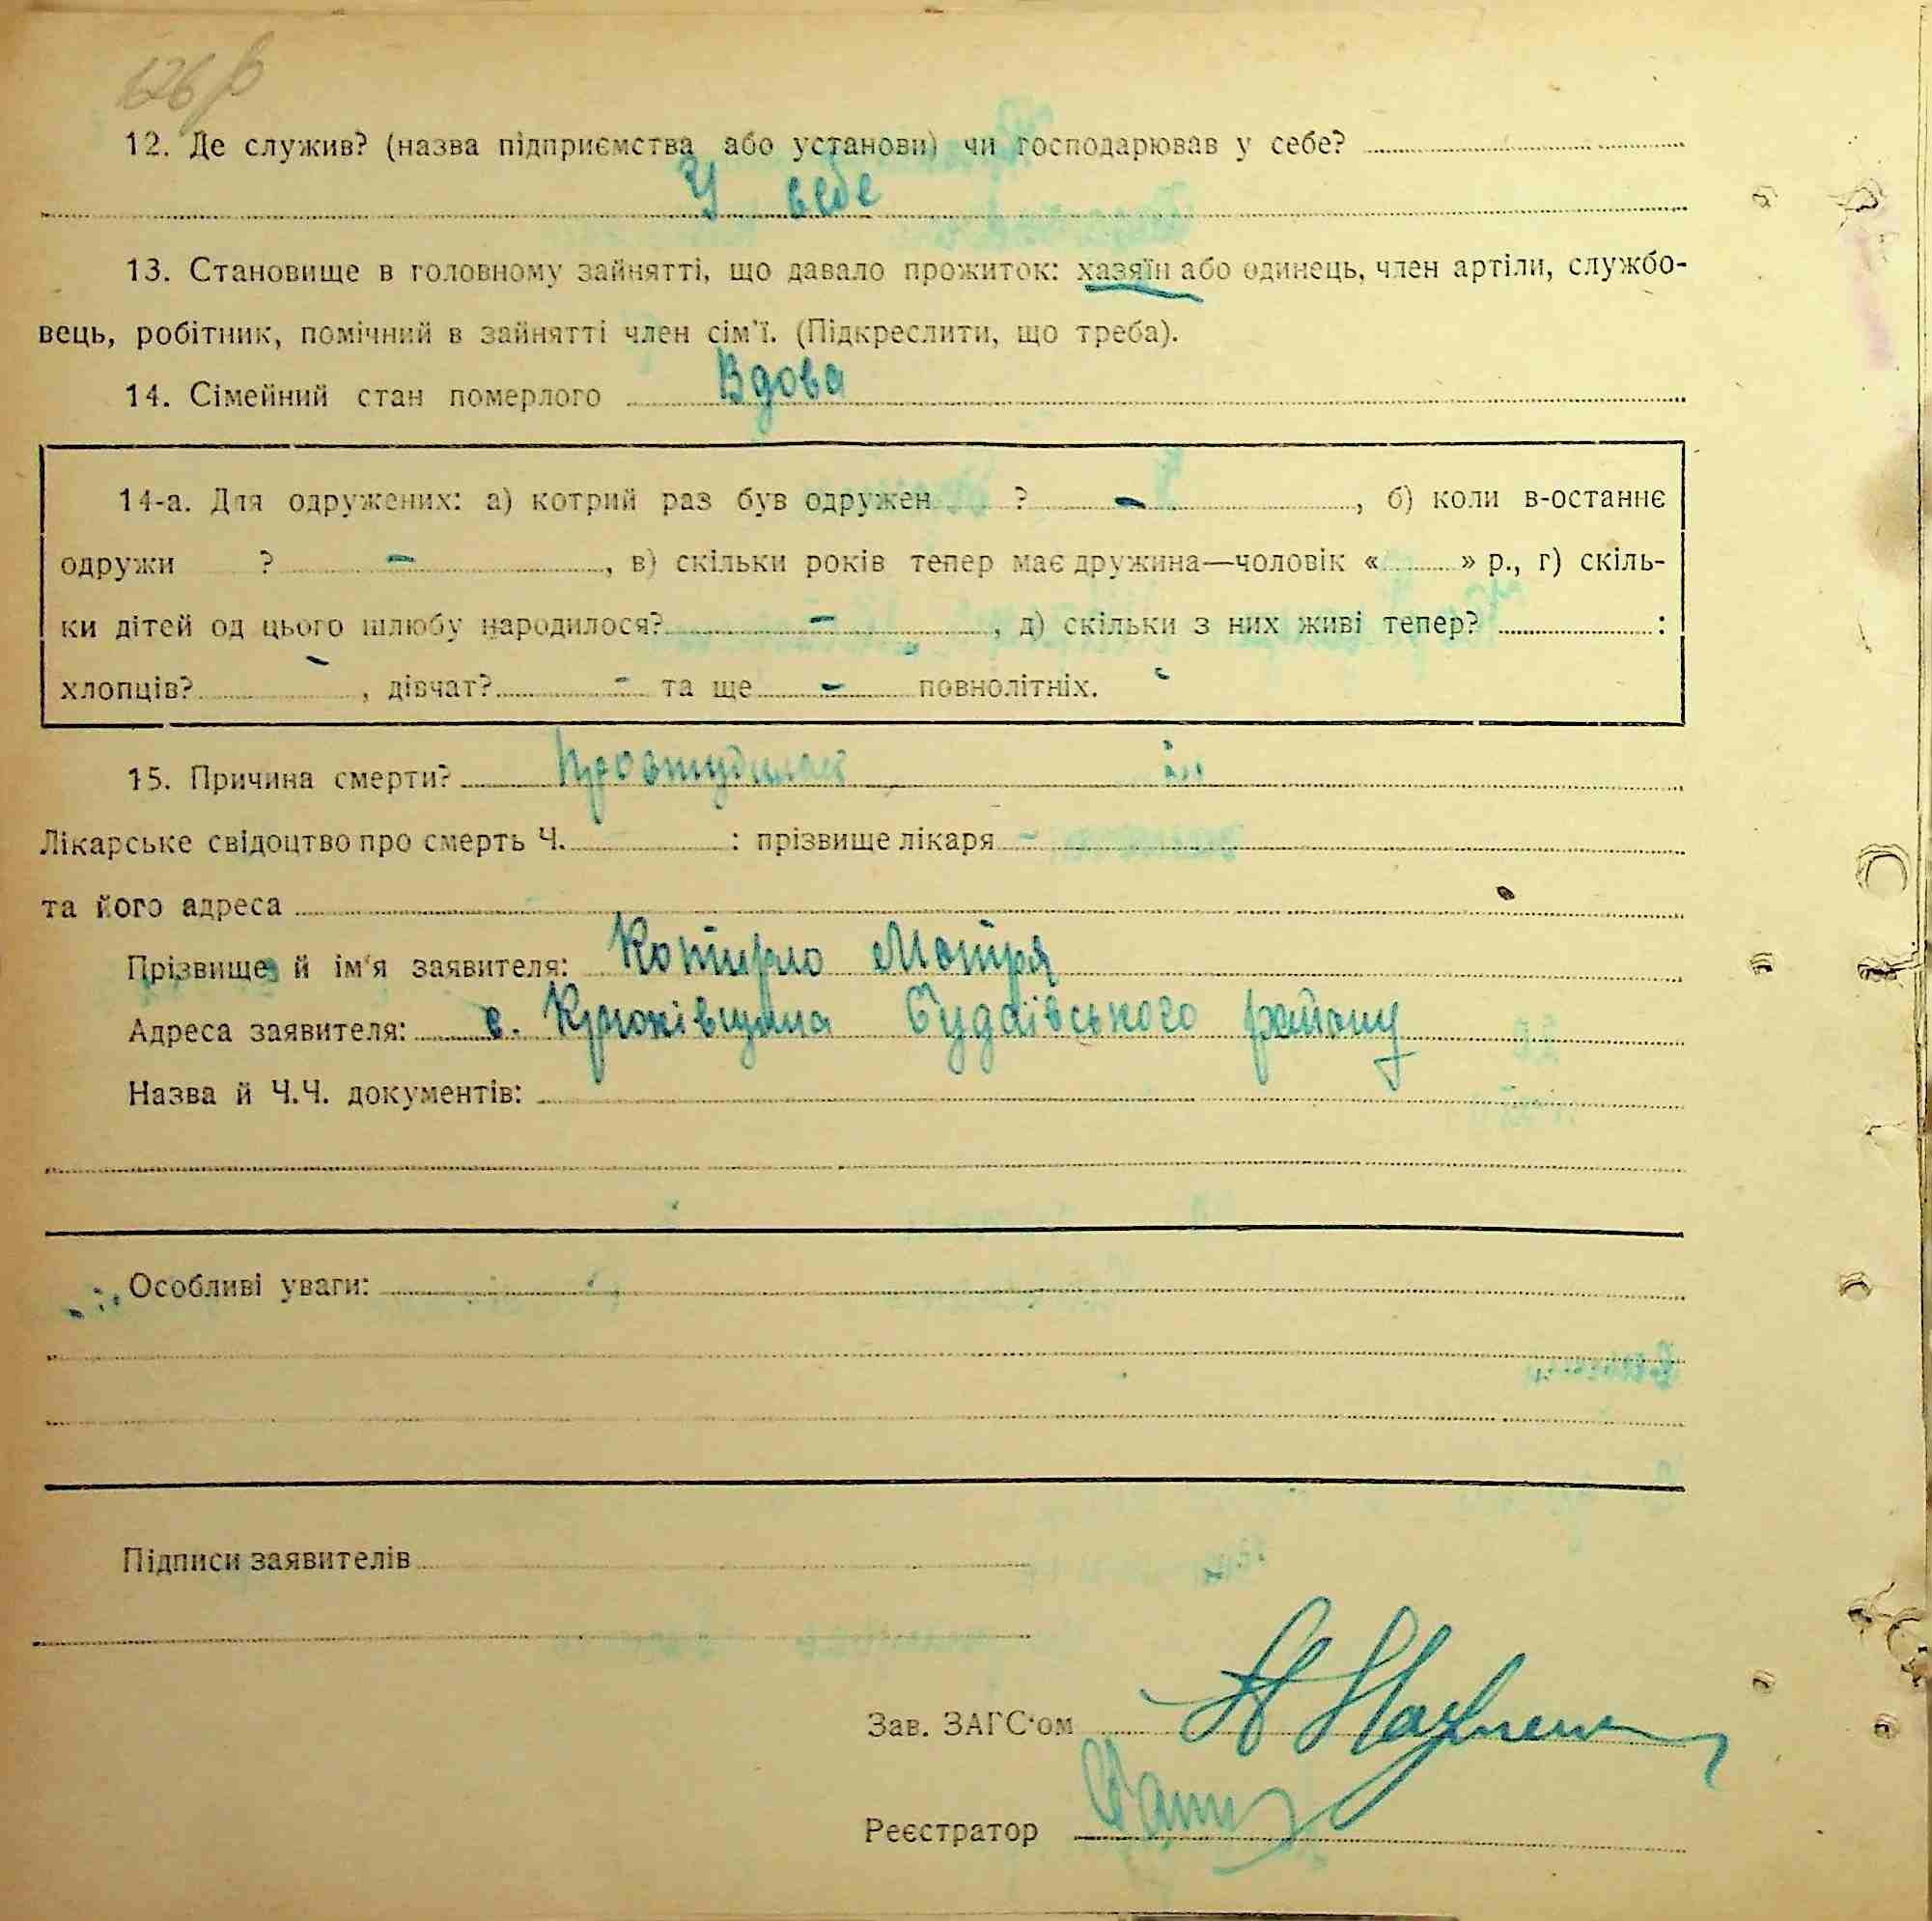 12. Де служив? (назва підприємства або установи) чи господарював у себе?
У себе
13. Становище в головному зайнятті, що давало прожиток: хазяїн або одинець, член артіли, службо-
вець, робітник, помічний в зайнятті член сім'ї. (Підкреслити, що треба).
14. Сімейний стан померлого Вдова
14-а. Для одружених: а) котрий раз був одружен ? – , б) коли в-останнє
одружи ? – , в) скільки років тепер має дружина—чоловік « » р., г) скіль-
ки дітей од цього шлюбу народилося? – , д) скільки з них живі тепер? :
хлопців? – , дівчат? – та ще – повнолітніх.
15. Причина смерти? Простудилась
Лікарське свідоцтво про смерть Ч. : прізвище лікаря –
та його адреса
Прізвище й ім'я заявителя: Котирло Мотря
Адреса заявителя: с. Крюківщина Будаївського району
Назва й Ч.Ч. документів:
Особливі уваги:
Підписи заявителів
Зав. ЗАГС'ом
Реєстратор